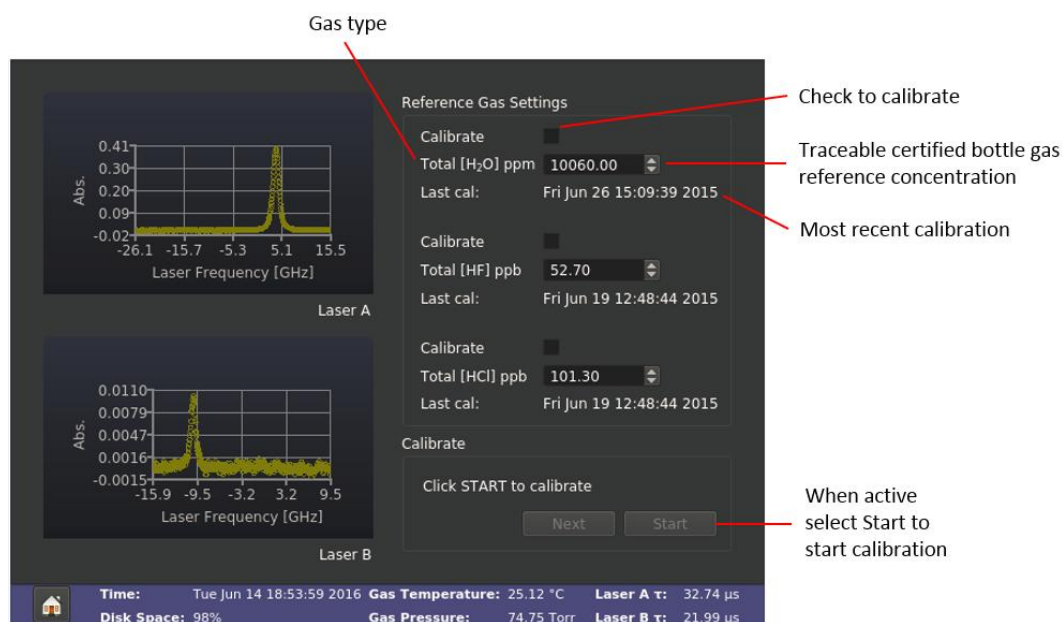 Gas type
Reference Gas Settings
Check to calibrate
Calibrate
Total [H₂O] ppm 10060.00
Traceable certified bottle gas
reference concentration
Last cal: Fri Jun 26 15:09:39 2015
Most recent calibration
Calibrate
Total [HF] ppb 52.70
Last cal: Fri Jun 19 12:48:44 2015
Calibrate
Total [HCl] ppb 101.30
Last cal: Fri Jun 19 12:48:44 2015
Calibrate
Click START to calibrate
Next Start
When active
select Start to
start calibration
Abs.
0.41
0.30
0.20
0.09
-0.02
-26.1 -15.7 -5.3 5.1 15.5
Laser Frequency [GHz]
Laser A
Abs.
0.0110
0.0079
0.0047
0.0016
-0.0015
-15.9 -9.5 -3.2 3.2 9.5
Laser Frequency [GHz]
Laser B
Time: Tue Jun 14 18:53:59 2016 Gas Temperature: 25.12 °C Laser A τ: 32.74 µs
Disk Space: 98% Gas Pressure: 74.75 Torr Laser B τ: 21.99 µs